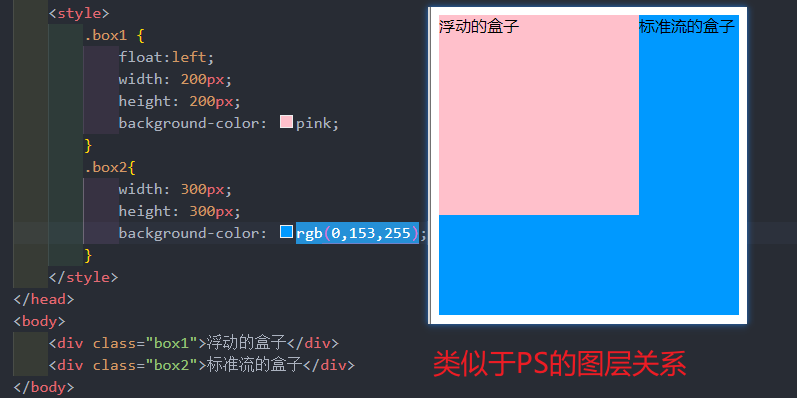 <style>
.box1 {
float:left;
width: 200px;
height: 200px;
background-color: pink;
}
.box2{
width: 300px;
height: 300px;
background-color: rgb(0,153,255);
}
</style>
</head>
<body>
<div class="box1">浮动的盒子</div>
<div class="box2">标准流的盒子</div>
</body>
浮动的盒子
标准流的盒子
类似于PS的图层关系